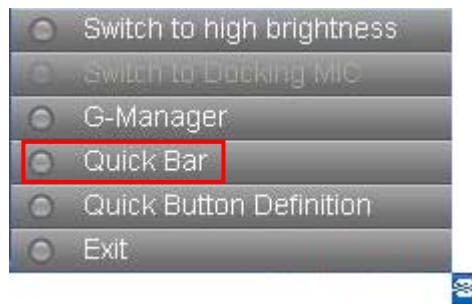 Switch to high brightness
Switch to Docking MIC
G-Manager
Quick Bar
Quick Button Definition
Exit